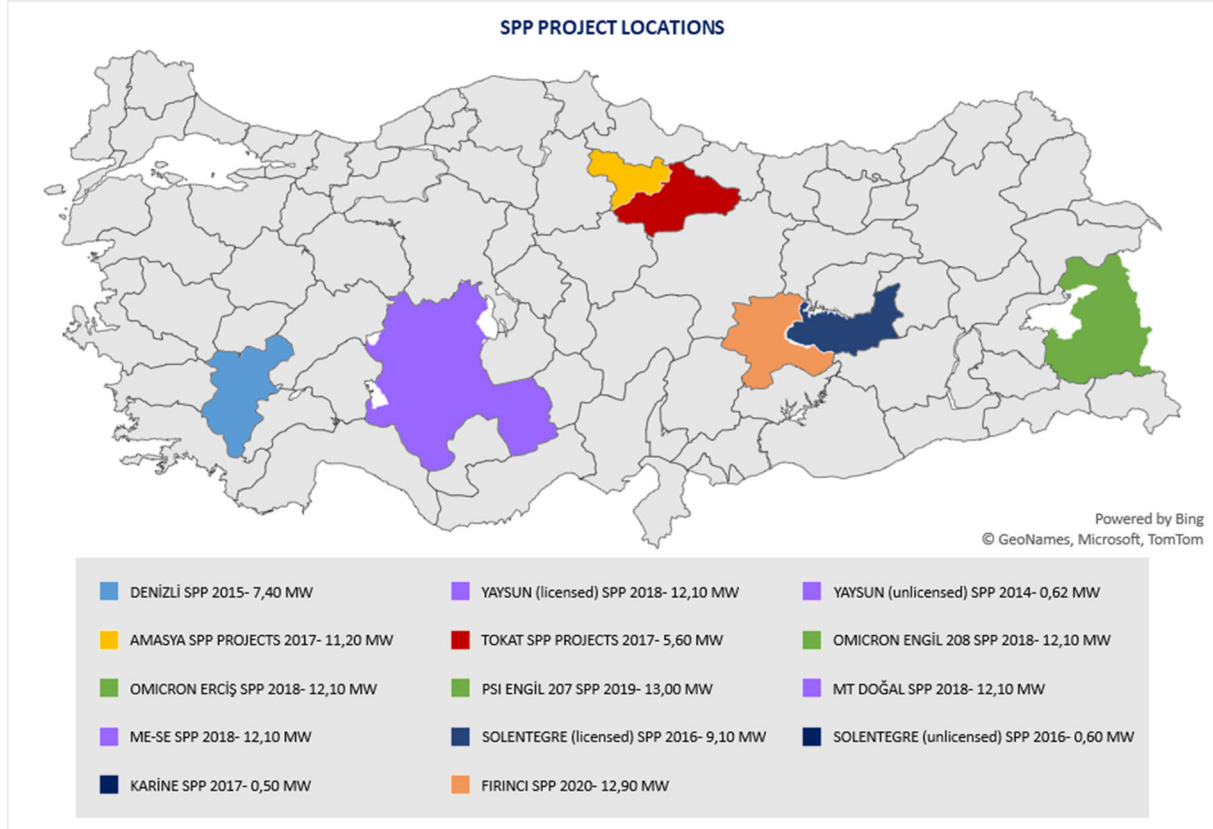 SPP PROJECT LOCATIONS
Powered by Bing
© GeoNames, Microsoft, TomTom
DENİZLİ SPP 2015- 7,40 MW
YAYSUN (licensed) SPP 2018- 12,10 MW
YAYSUN (unlicensed) SPP 2014- 0,62 MW
AMASYA SPP PROJECTS 2017- 11,20 MW
TOKAT SPP PROJECTS 2017- 5,60 MW
OMICRON ENGİL 208 SPP 2018- 12,10 MW
OMICRON ERCİŞ SPP 2018- 12,10 MW
PSI ENGİL 207 SPP 2019- 13,00 MW
MT DOĞAL SPP 2018- 12,10 MW
ME-SE SPP 2018- 12,10 MW
SOLENTEGRE (licensed) SPP 2016- 9,10 MW
SOLENTEGRE (unlicensed) SPP 2016- 0,60 MW
KARİNE SPP 2017- 0,50 MW
FIRINCI SPP 2020- 12,90 MW